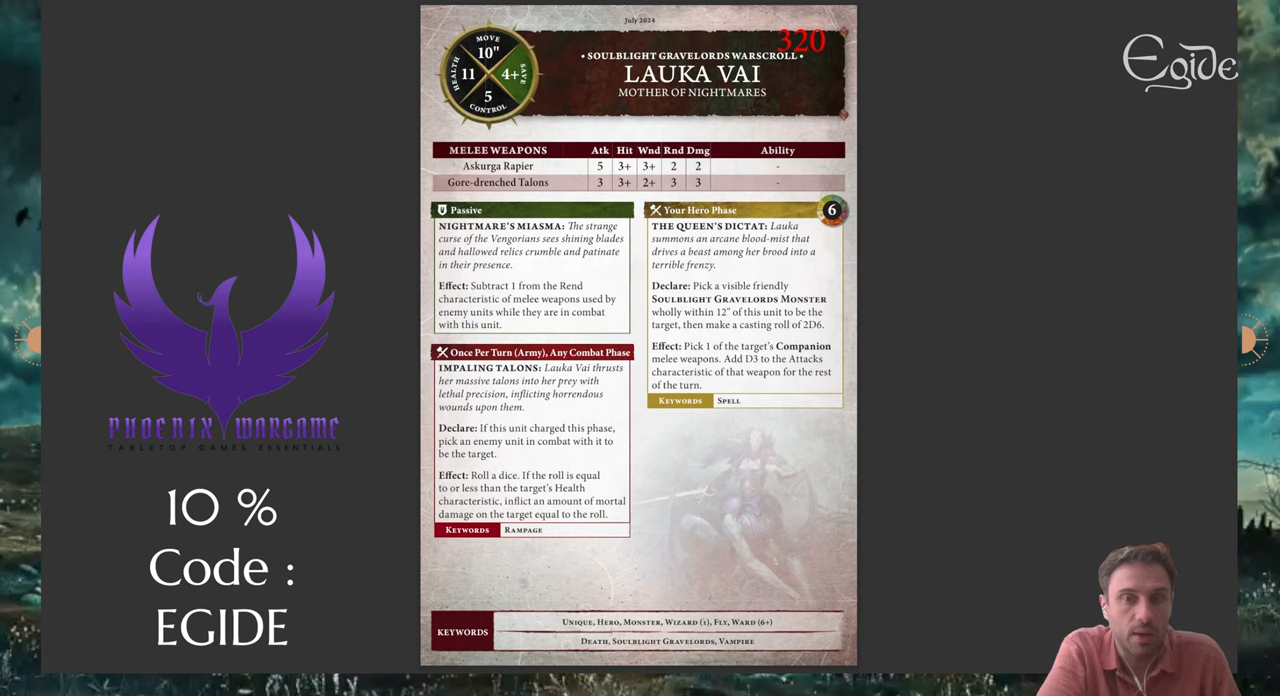 July 2024
320
Egide
MOVE
10"
HEALTH
11
4+
SAVE
5
CONTROL
• SOULBLIGHT GRAVELORDS WARSCROLL •
LAUKA VAI
MOTHER OF NIGHTMARES
MELEE WEAPONS Atk Hit Wnd Rnd Dmg Ability
Askurga Rapier 5 3+ 3+ 2 2 -
Gore-drenched Talons 3 3+ 2+ 3 3 -
Passive
NIGHTMARE'S MIASMA: The strange
curse of the Vengorians sees shining blades
and hallowed relics crumble and patinate
in their presence.
Effect: Subtract 1 from the Rend
characteristic of melee weapons used by
enemy units while they are in combat
with this unit.
Once Per Turn (Army), Any Combat Phase
IMPALING TALONS: Lauka Vai thrusts
her massive talons into her prey with
lethal precision, inflicting horrendous
wounds upon them.
Declare: If this unit charged this phase,
pick an enemy unit in combat with it to
be the target.
Effect: Roll a dice. If the roll is equal
to or less than the target's Health
characteristic, inflict an amount of mortal
damage on the target equal to the roll.
KEYWORDS RAMPAGE
Your Hero Phase
6
THE QUEEN'S DICTAT: Lauka
summons an arcane blood-mist that
drives a beast among her brood into a
terrible frenzy.
Declare: Pick a visible friendly
SOULBLIGHT GRAVELORDS MONSTER
wholly within 12" of this unit to be the
target, then make a casting roll of 2D6.
Effect: Pick 1 of the target's Companion
melee weapons. Add D3 to the Attacks
characteristic of that weapon for the rest
of the turn.
KEYWORDS SPELL
KEYWORDS
UNIQUE, HERO, MONSTER, WIZARD (1), FLY, WARD (6+)
DEATH, SOULBLIGHT GRAVELORDS, VAMPIRE
PHOENIX WARGAME
TABLETOP GAMES ESSENTIALS
10 %
Code :
EGIDE